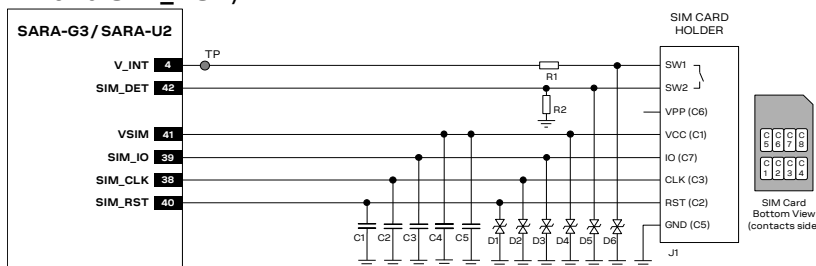 SIM CARD
HOLDER
SARA-G3 / SARA-U2
TP
V_INT 4
R1
SW1
SIM_DET 42
SW2
R2
VPP (C6)
VSIM 41
VCC (C1)
SIM_IO 39
IO (C7)
SIM_CLK 38
CLK (C3)
SIM_RST 40
RST (C2)
C1 C2 C3 C4 C5 D1 D2 D3 D4 D5 D6
GND (C5)
J1
C5 C6 C7 C8
C1 C2 C3 C4
SIM Card
Bottom View
(contacts side